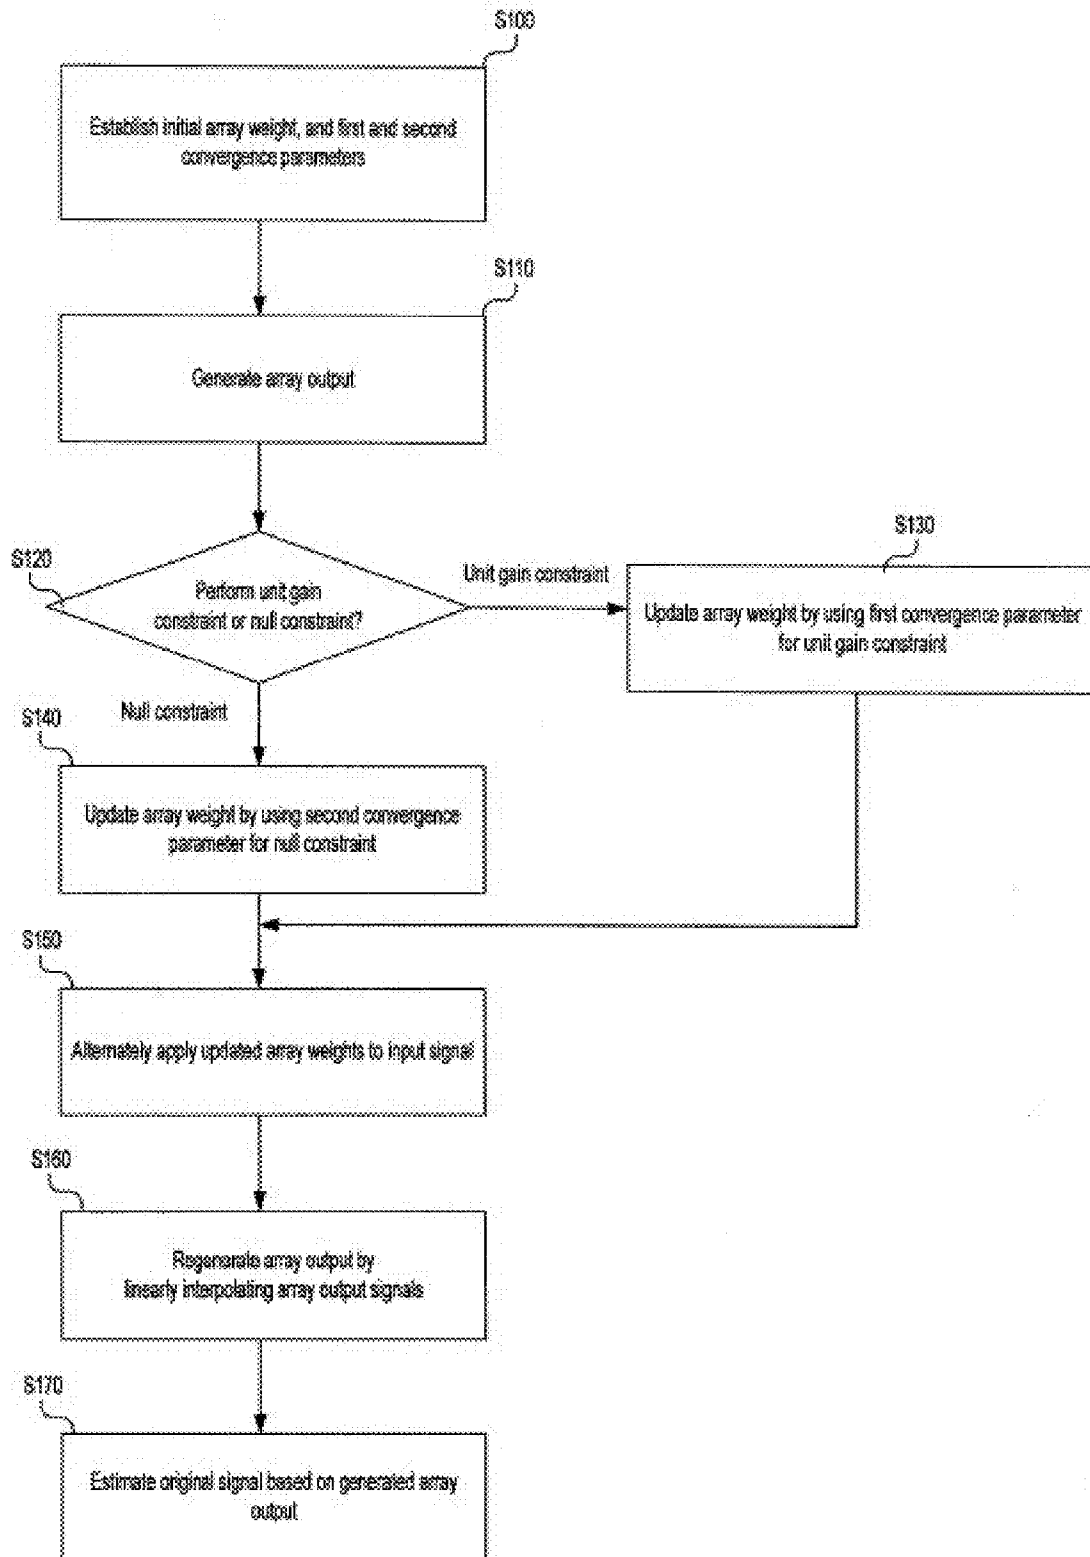 S100
Establish initial array weight, and first and second
convergence parameters
S110
Generate array output
S120
Perform unit gain
constraint or null constraint?
Unit gain constraint
S130
Update array weight by using first convergence parameter
for unit gain constraint
Null constraint
S140
Update array weight by using second convergence
parameter for null constraint
S150
Alternately apply updated array weights to input signal
S160
Regenerate array output by
linearly interpolating array output signals
S170
Estimate original signal based on generated array
output